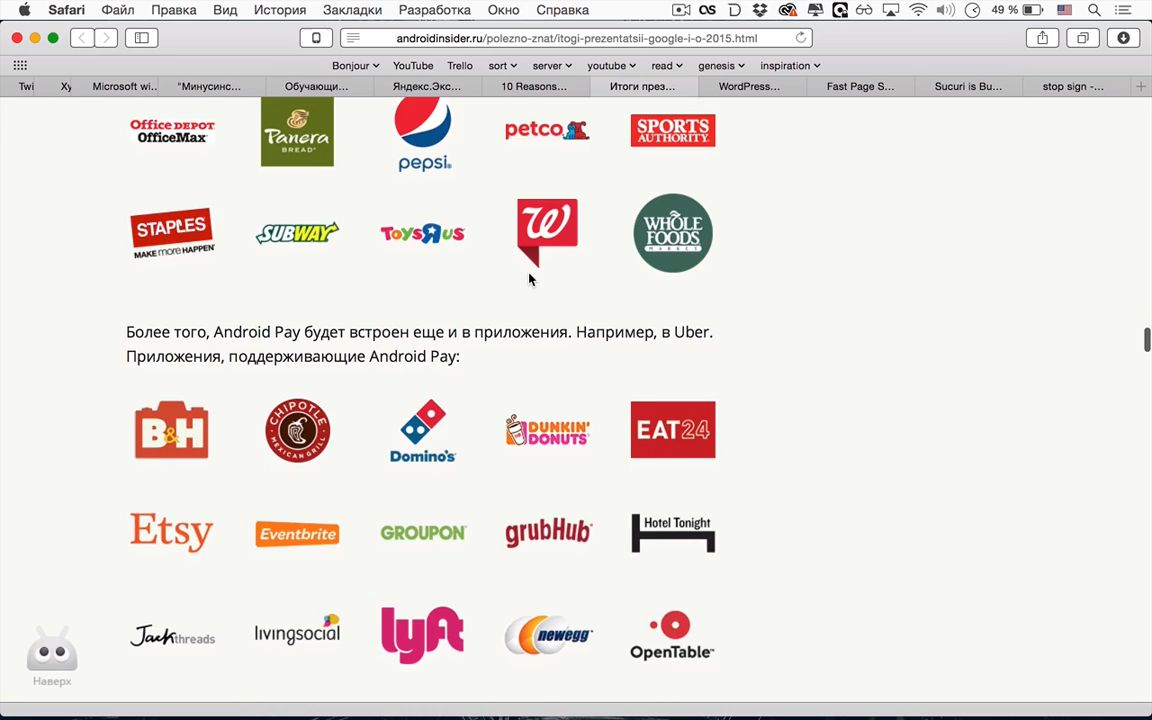 Safari Файл Правка Вид История Закладки Разработка Окно Справка 49 %
androidinsider.ru/polezno-znat/itogi-prezentatsii-google-i-o-2015.html
Bonjour YouTube Trello sort server youtube read genesis inspiration
Twi Ху Microsoft wi... "Минусинс... Обучающи... Яндекс.Экс... 10 Reasons... Итоги през... WordPress... Fast Page S... Sucuri is Bu... stop sign -...
Office DEPOT
OfficeMax
Panera
BREAD®
pepsi®
petco
SPORTS
AUTHORITY®
STAPLES
MAKE more HAPPEN
SUBWAY
TOYSRUS
W
WHOLE
FOODS
MARKET
Более того, Android Pay будет встроен еще и в приложения. Например, в Uber.
Приложения, поддерживающие Android Pay:
B&H
CHIPOTLE
MEXICAN GRILL
Domino's
DUNKIN'
DONUTS
EAT24
Etsy
Eventbrite
GROUPON
grubHub
Hotel Tonight
Jackthreads
livingsocial
lyft
newegg
OpenTable
Наверх